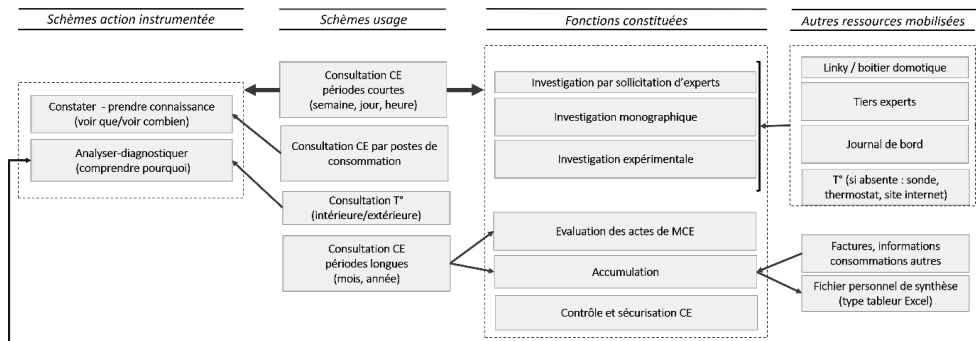 Schèmes action instrumentée
Schèmes usage
Fonctions constituées
Autres ressources mobilisées
Constater - prendre connaissance
(voir que/voir combien)
Analyser-diagnostiquer
(comprendre pourquoi)
Consultation CE
périodes courtes
(semaine, jour, heure)
Consultation CE par postes de
consommation
Consultation T°
(intérieure/extérieure)
Consultation CE
périodes longues
(mois, année)
Investigation par sollicitation d'experts
Investigation monographique
Investigation expérimentale
Evaluation des actes de MCE
Accumulation
Contrôle et sécurisation CE
Linky / boitier domotique
Tiers experts
Journal de bord
T° (si absente : sonde,
thermostat, site internet)
Factures, informations
consommations autres
Fichier personnel de synthèse
(type tableur Excel)